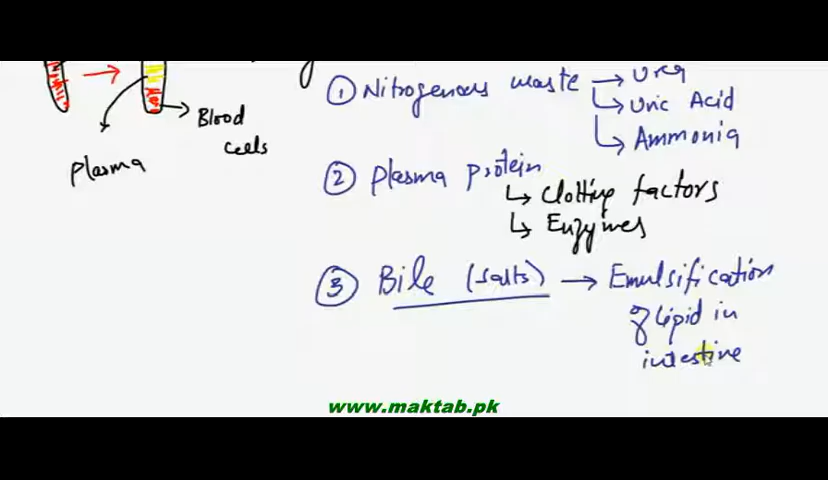 ① Nitrogenous waste → Urea
↳ Uric Acid
↳ Ammonia
Blood
cells
Plasma
② Plasma protein
↳ Clotting factors
↳ Enzymes
③ Bile (salts) → Emulsification
of lipid in
intestine
www.maktab.pk